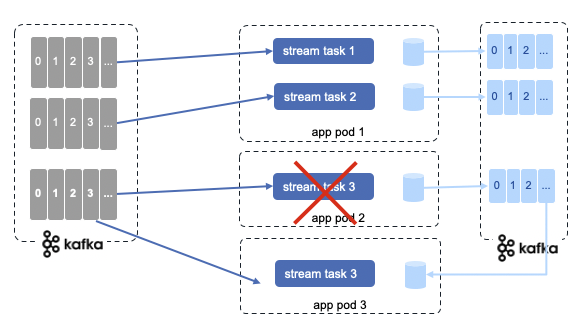 0 1 2 3 ...
stream task 1
0 1 2 ...
0 1 2 3 ...
stream task 2
0 1 2 ...
app pod 1
0 1 2 3 ...
stream task 3
0 1 2 ...
app pod 2
kafka
kafka
stream task 3
app pod 3